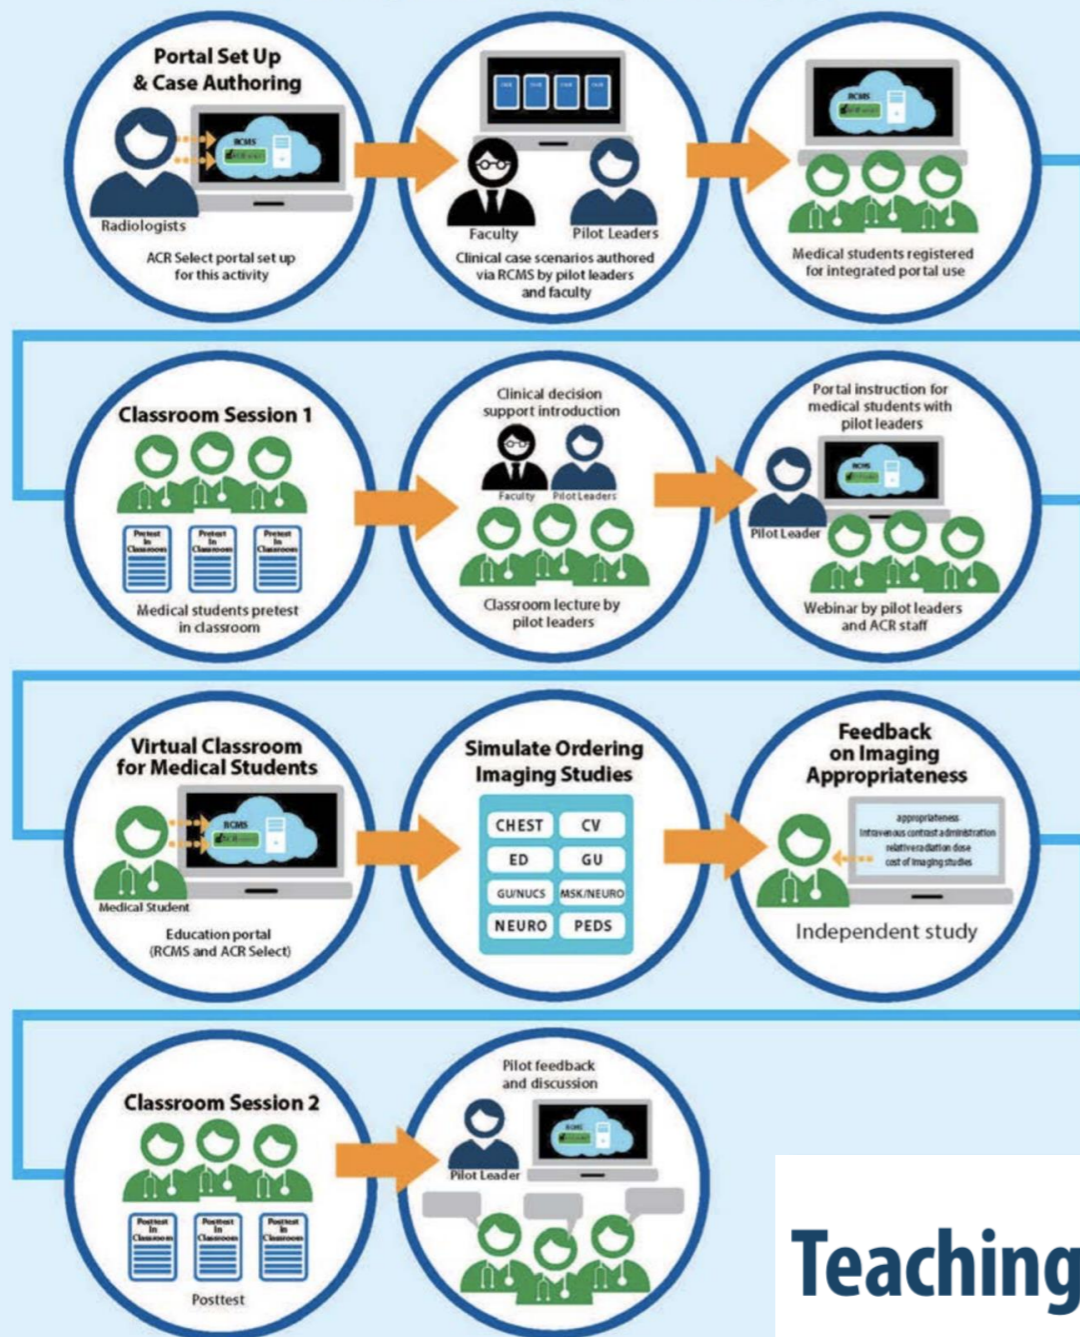 Portal Set Up
& Case Authoring
RCMS
Radiologists
ACR Select portal set up
for this activity
Faculty
Pilot Leaders
Clinical case scenarios authored
via RCMS by pilot leaders
and faculty
RCMS
Medical students registered
for integrated portal use
Classroom Session 1
Pretest
In
Classroom
Pretest
In
Classroom
Pretest
In
Classroom
Medical students pretest
in classroom
Clinical decision
support introduction
Faculty
Pilot Leaders
Classroom lecture by
pilot leaders
Portal instruction for
medical students with
pilot leaders
RCMS
Pilot Leader
Webinar by pilot leaders
and ACR staff
Virtual Classroom
for Medical Students
RCMS
Medical Student
Education portal
(RCMS and ACR Select)
Simulate Ordering
Imaging Studies
CHEST
CV
ED
GU
GU/NUCS
MSK/NEURO
NEURO
PEDS
Feedback
on Imaging
Appropriateness
appropriateness
Intravenous contrast administration
relative radiation dose
cost of imaging studies
Independent study
Classroom Session 2
Posttest
In
Classroom
Posttest
In
Classroom
Posttest
In
Classroom
Posttest
Pilot feedback
and discussion
RCMS
Pilot Leader
Teaching